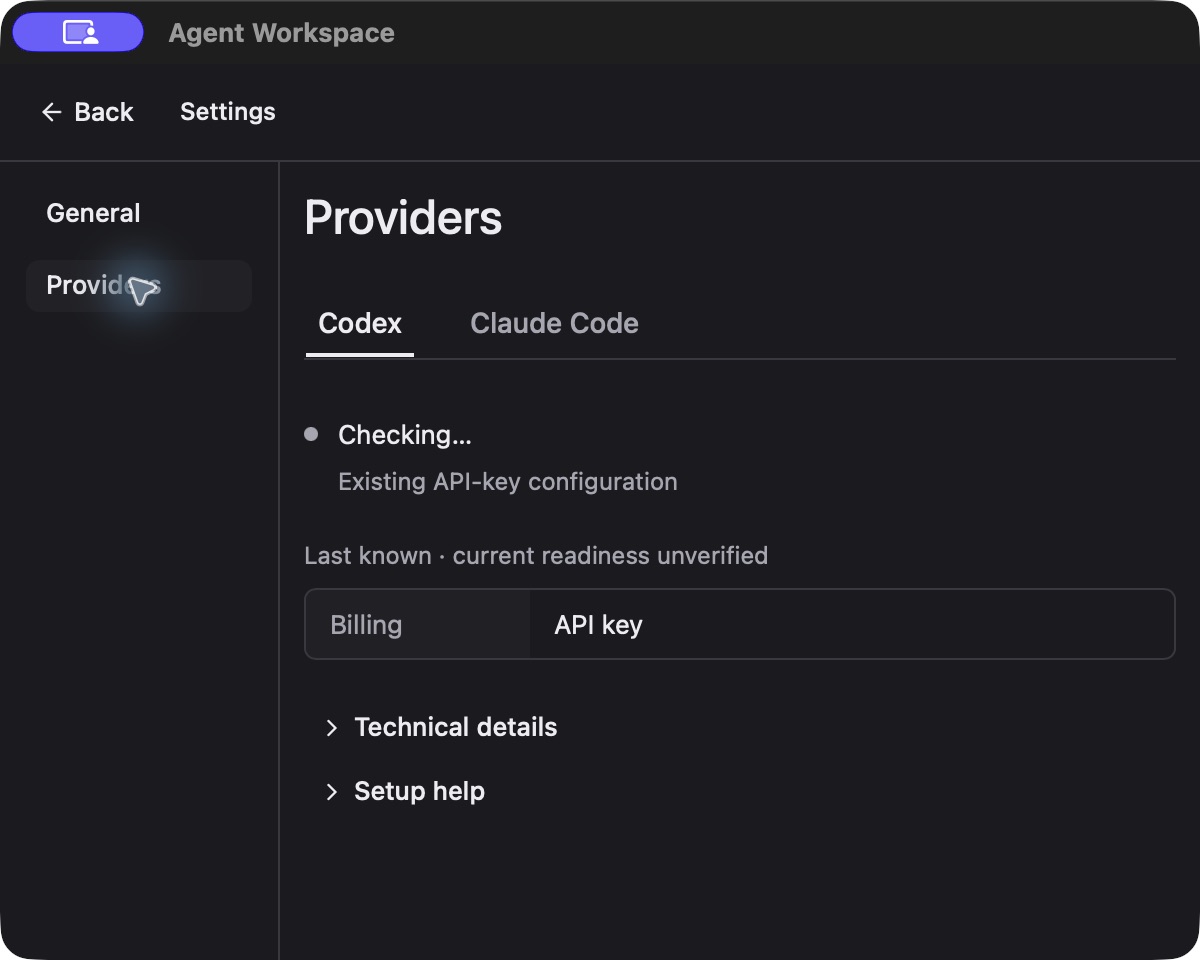 Agent Workspace
Back
Settings
General
Providers
Providers
Codex
Claude Code
Checking...
Existing API-key configuration
Last known · current readiness unverified
Billing
API key
Technical details
Setup help